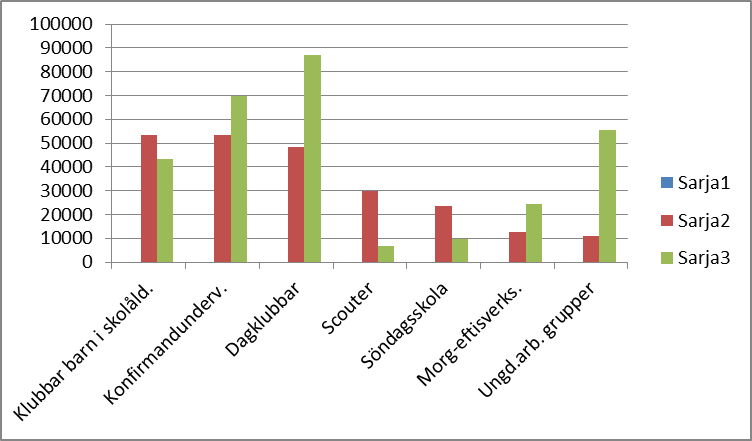 100000
90000
80000
70000
60000
50000
40000
30000
20000
10000
0
Klubbar barn i skolåld.
Konfirmandunderv.
Dagklubbar
Scouter
Söndagsskola
Morg-eftisverks.
Ungd.arb. grupper
Sarja1
Sarja2
Sarja3